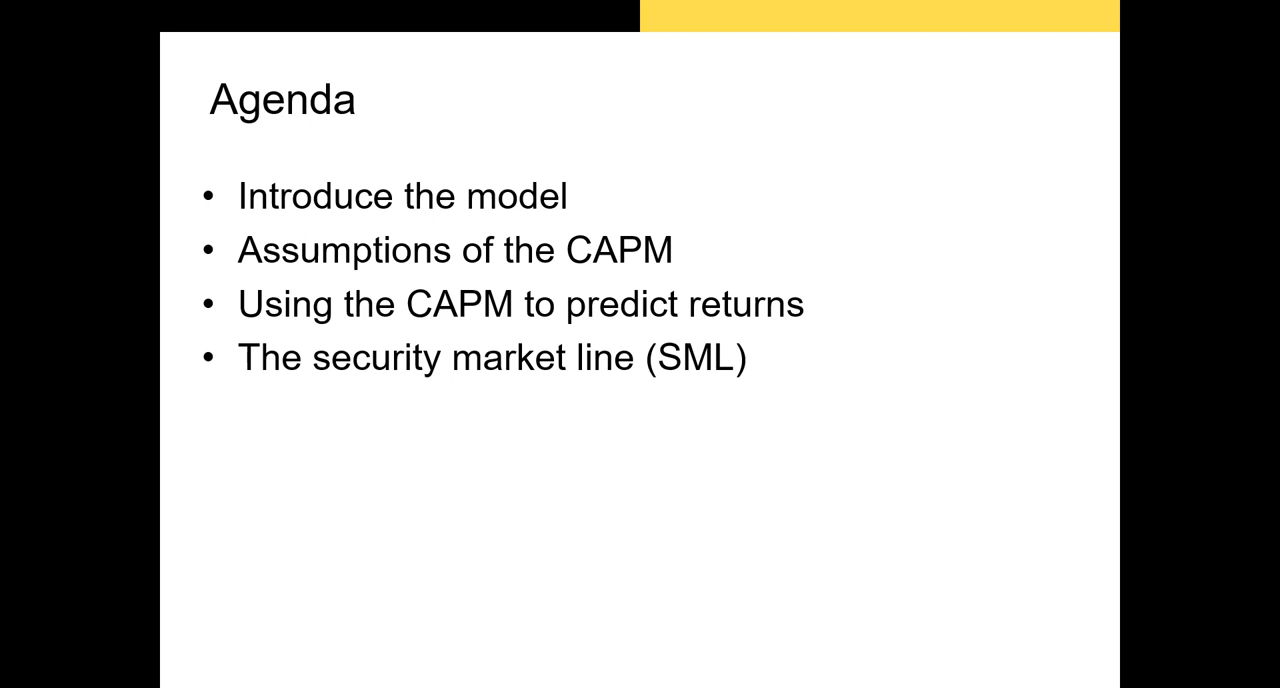 Agenda
• Introduce the model
• Assumptions of the CAPM
• Using the CAPM to predict returns
• The security market line (SML)